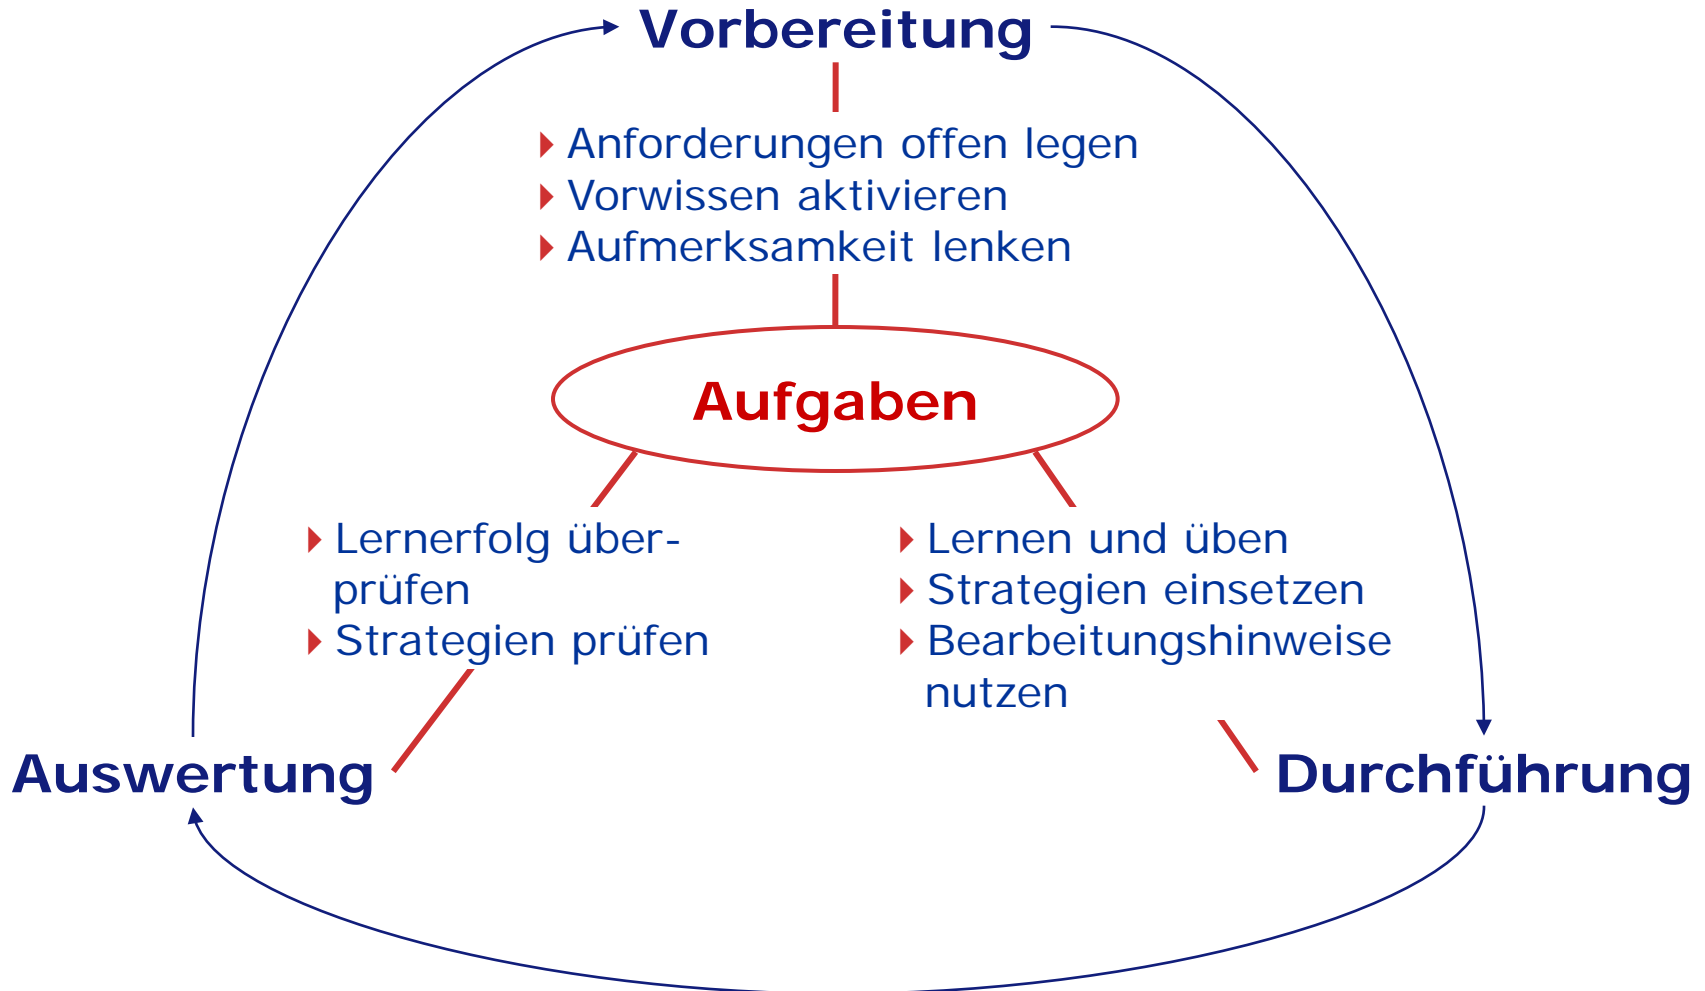 Vorbereitung
Anforderungen offen legen
Vorwissen aktivieren
Aufmerksamkeit lenken
Aufgaben
Lernerfolg über-
prüfen
Strategien prüfen
Lernen und üben
Strategien einsetzen
Bearbeitungshinweise
nutzen
Auswertung
Durchführung